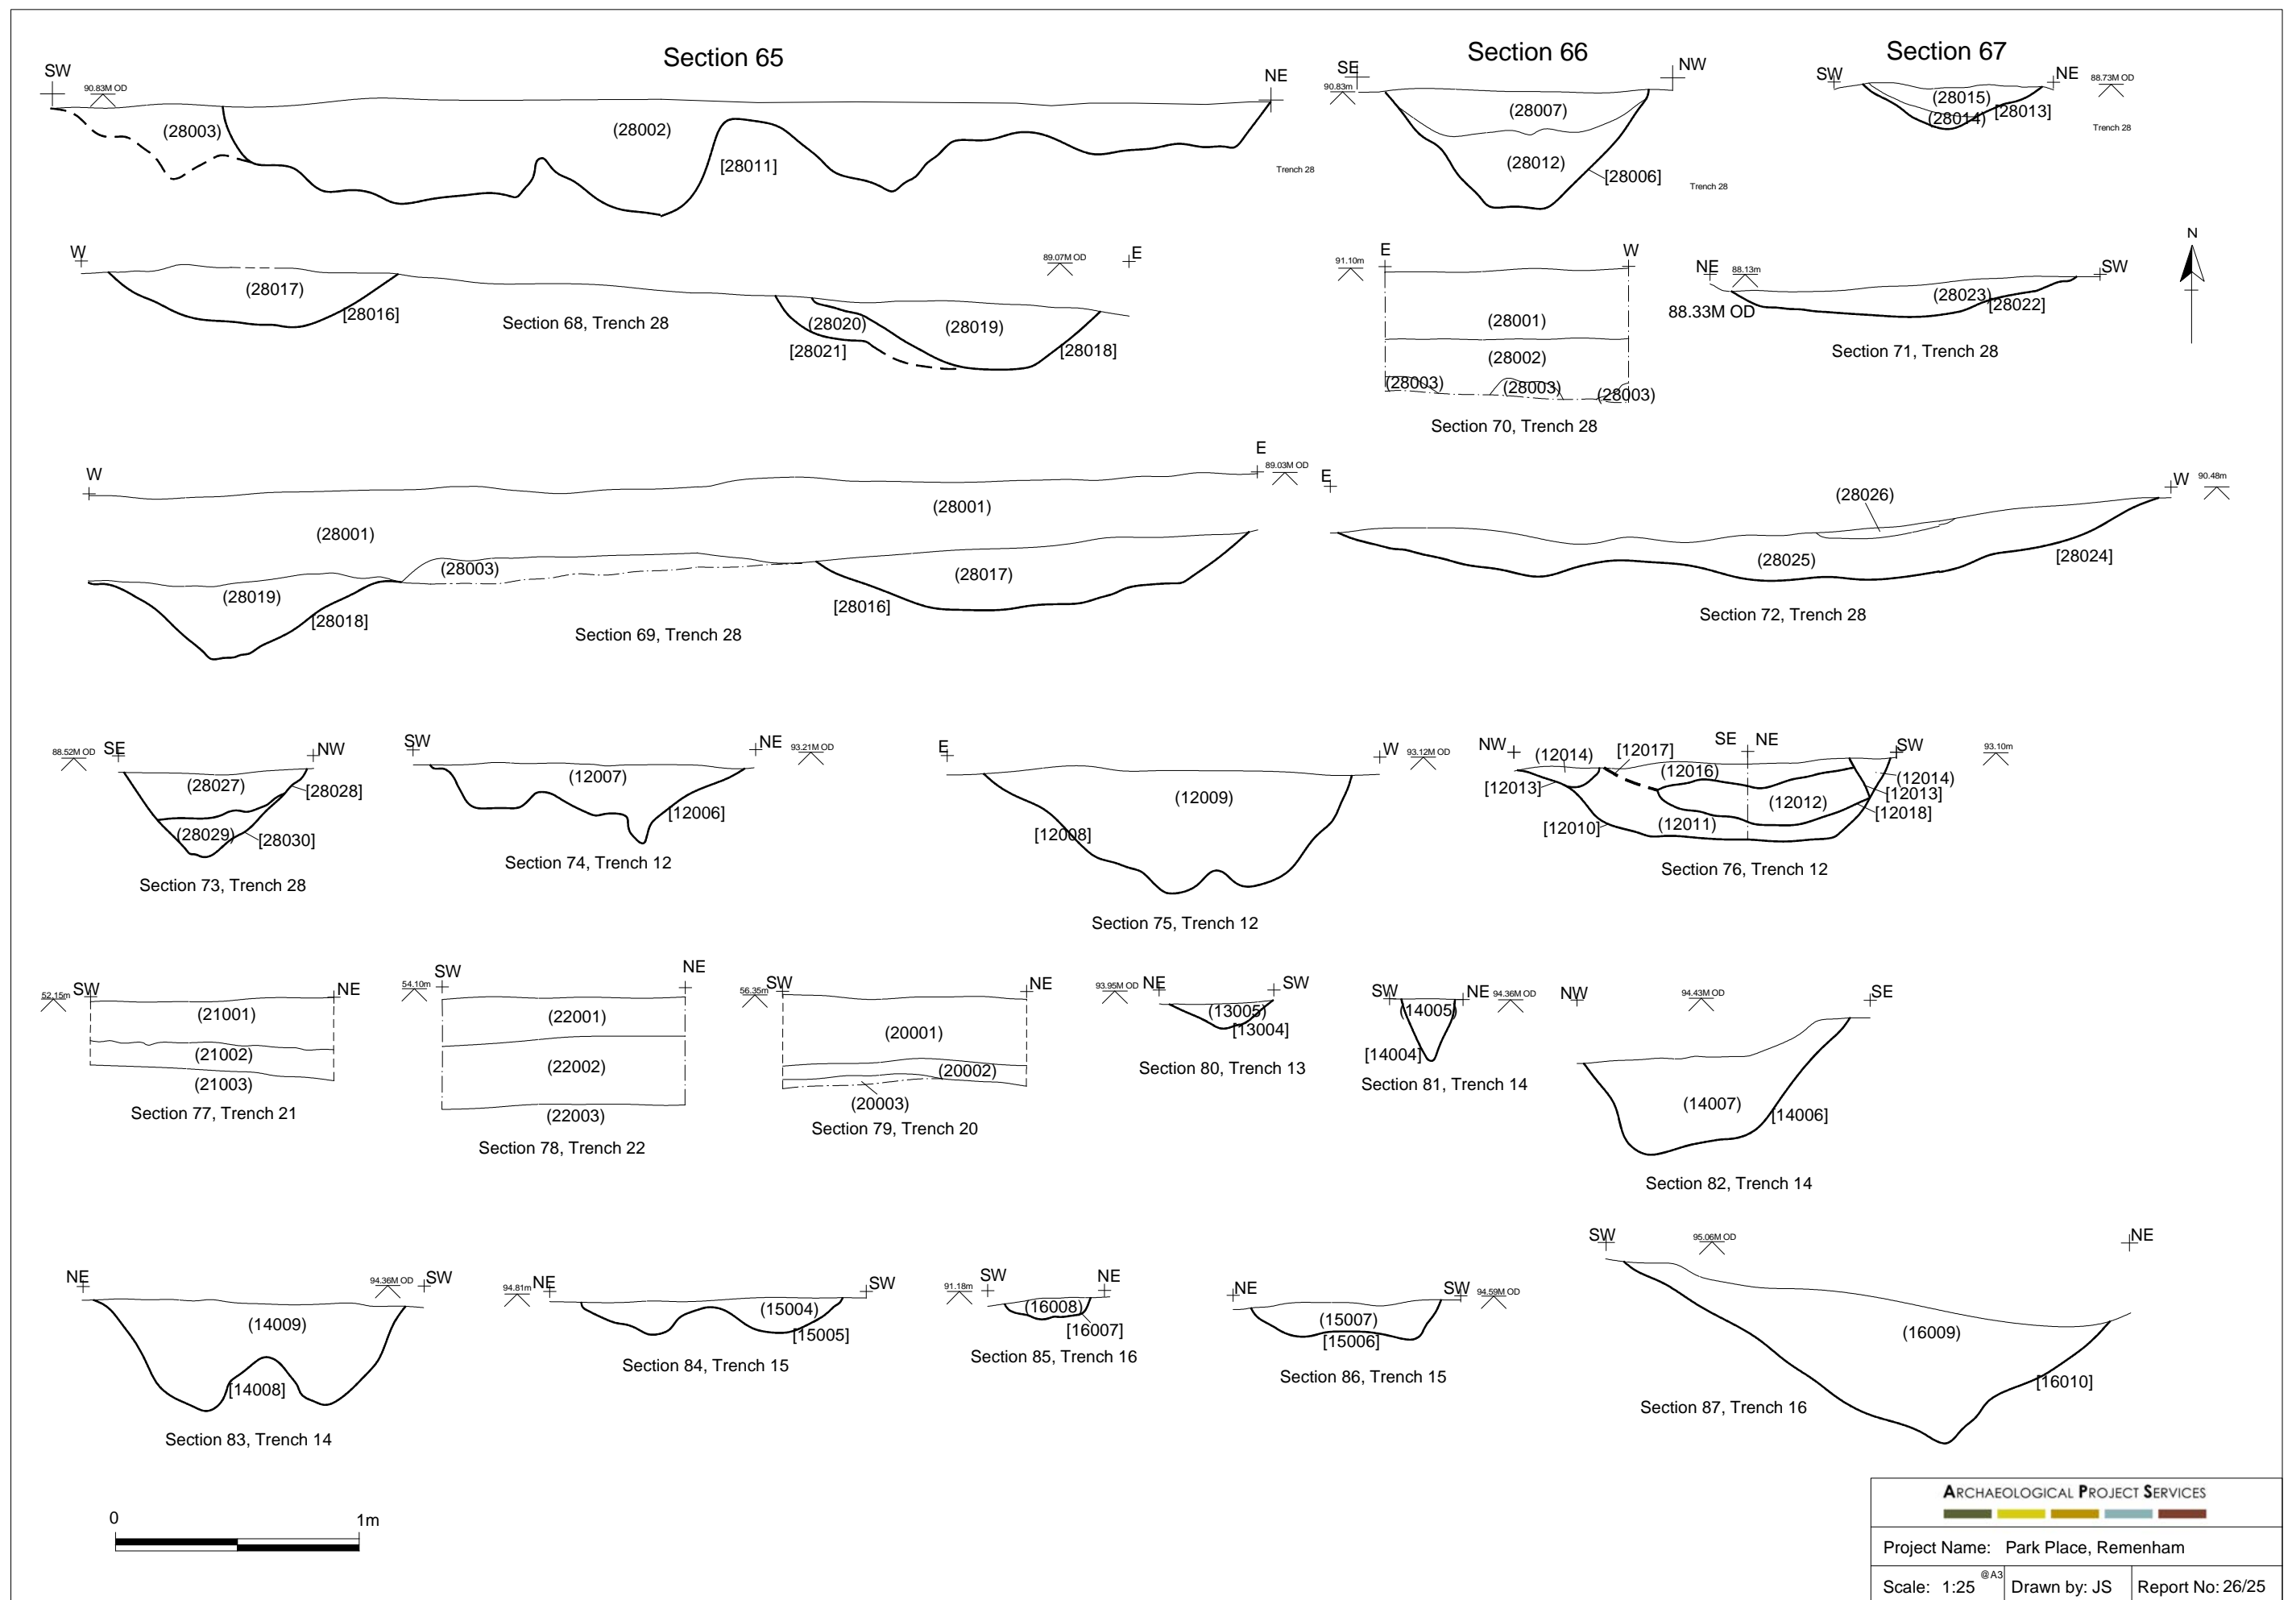 Section 65
SW
90.83M OD
NE
(28003)
(28002)
[28011]
Trench 28
Section 66
SE
NW
90.83m
(28007)
(28012)
[28006]
Trench 28
Section 67
SW
NE
88.73M OD
(28015)
(28014)
[28013]
Trench 28
W
89.07M OD
E
(28017)
[28016]
Section 68, Trench 28
(28020)
(28019)
[28021]
[28018]
91.10m
E
W
(28001)
(28002)
(28003)
(28003)
(28003)
Section 70, Trench 28
NE
88.13m
SW
88.33M OD
(28023)
[28022]
Section 71, Trench 28
N
W
E
89.03M OD
(28001)
(28001)
(28003)
(28019)
[28018]
(28017)
[28016]
Section 69, Trench 28
E
W
90.48m
(28026)
(28025)
[28024]
Section 72, Trench 28
88.52M OD
SE
NW
(28027)
[28028]
(28029)
[28030]
Section 73, Trench 28
SW
NE
93.21M OD
(12007)
[12006]
Section 74, Trench 12
E
W
93.12M OD
(12009)
[12008]
Section 75, Trench 12
NW
SE
NE
SW
93.10m
(12014)
[12017]
(12016)
(12014)
[12013]
[12013]
(12012)
[12018]
[12010]
(12011)
Section 76, Trench 12
52.15m
SW
NE
(21001)
(21002)
(21003)
Section 77, Trench 21
54.10m
SW
NE
(22001)
(22002)
(22003)
Section 78, Trench 22
56.35m
SW
NE
(20001)
(20002)
(20003)
Section 79, Trench 20
93.95M OD
NE
SW
(13005)
[13004]
Section 80, Trench 13
SW
NE
94.36M OD
(14005)
[14004]
Section 81, Trench 14
NW
94.43M OD
SE
(14007)
[14006]
Section 82, Trench 14
NE
94.36M OD
SW
(14009)
[14008]
Section 83, Trench 14
94.81m
NE
SW
(15004)
[15005]
Section 84, Trench 15
91.18m
SW
NE
(16008)
[16007]
Section 85, Trench 16
NE
SW
94.59M OD
(15007)
[15006]
Section 86, Trench 15
SW
95.06M OD
NE
(16009)
[16010]
Section 87, Trench 16
0
1m
ARCHAEOLOGICAL PROJECT SERVICES
Project Name: Park Place, Remenham
Scale: 1:25 @A3
Drawn by: JS
Report No: 26/25